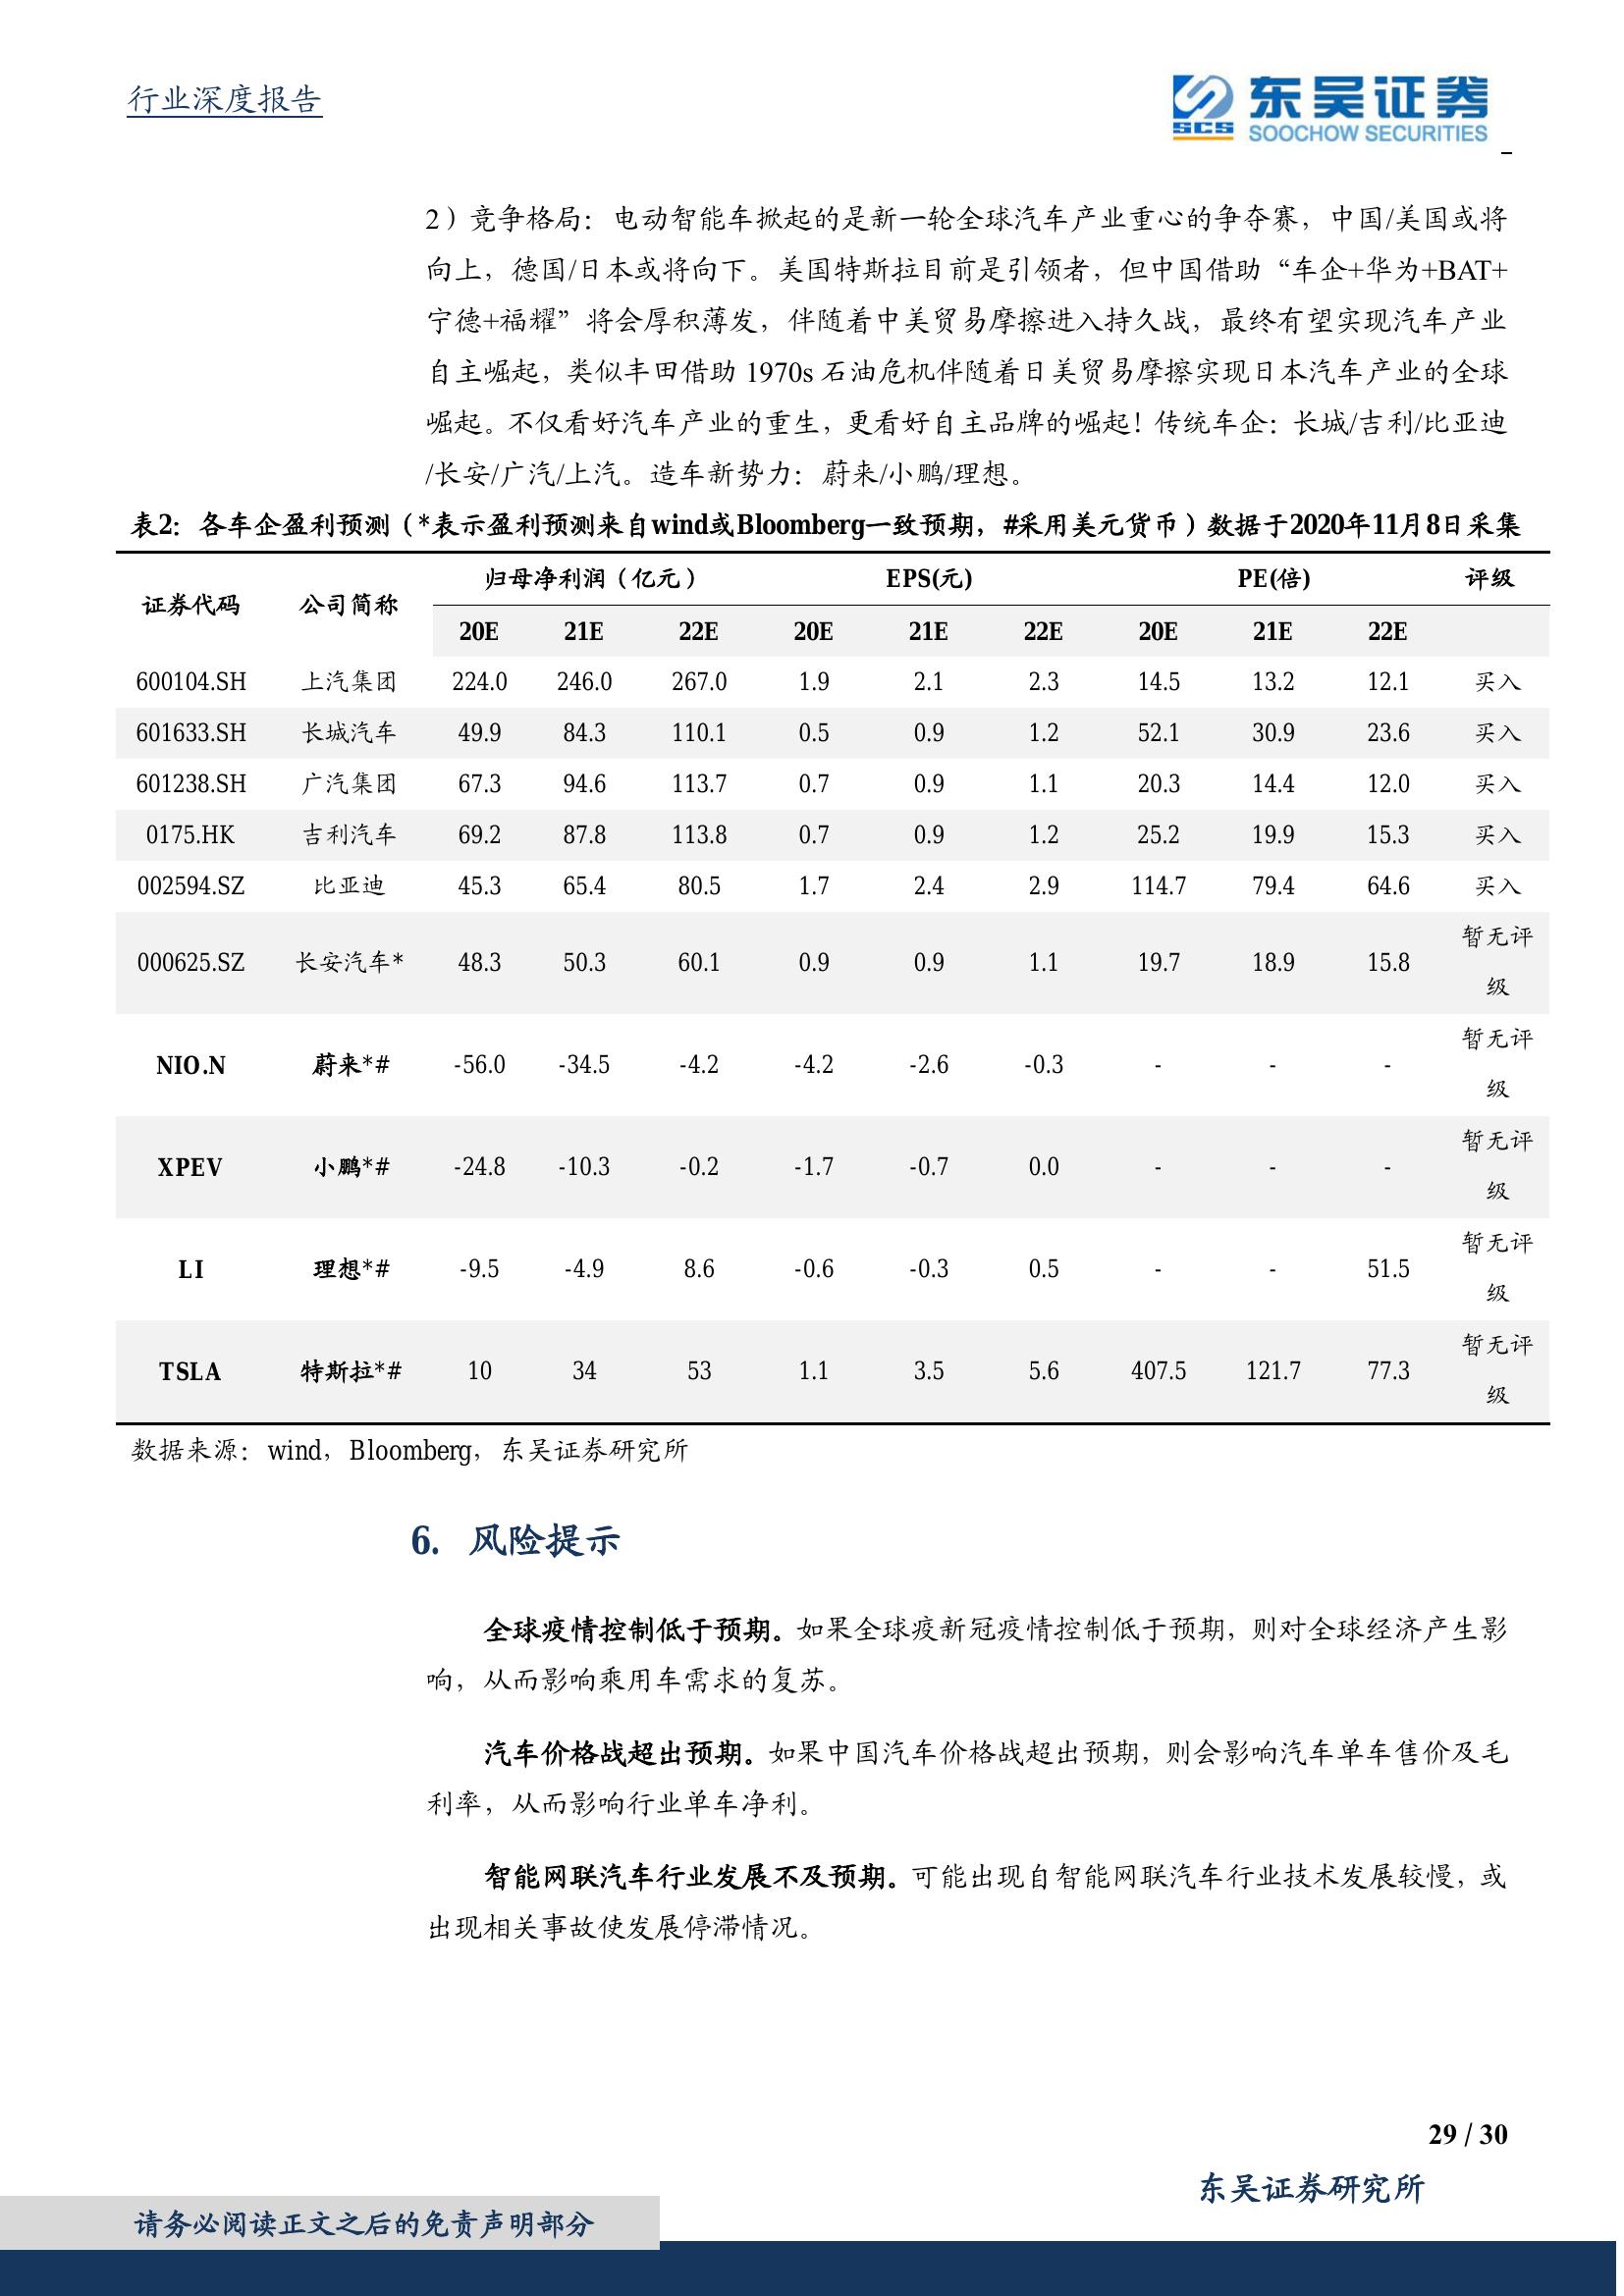 行业深度报告
SCS 东吴证券
SOOCHOW SECURITIES
2）竞争格局：电动智能车掀起的是新一轮全球汽车产业重心的争夺赛，中国/美国或将
向上，德国/日本或将向下。美国特斯拉目前是引领者，但中国借助“车企+华为+BAT+
宁德+福耀”将会厚积薄发，伴随着中美贸易摩擦进入持久战，最终有望实现汽车产业
自主崛起，类似丰田借助 1970s 石油危机伴随着日美贸易摩擦实现日本汽车产业的全球
崛起。不仅看好汽车产业的重生，更看好自主品牌的崛起！传统车企：长城/吉利/比亚迪
/长安/广汽/上汽。造车新势力：蔚来/小鹏/理想。
表2：各车企盈利预测（*表示盈利预测来自wind或Bloomberg一致预期，#采用美元货币）数据于2020年11月8日采集
证券代码 公司简称 归母净利润（亿元） EPS(元) PE(倍) 评级
20E 21E 22E 20E 21E 22E 20E 21E 22E
600104.SH 上汽集团 224.0 246.0 267.0 1.9 2.1 2.3 14.5 13.2 12.1 买入
601633.SH 长城汽车 49.9 84.3 110.1 0.5 0.9 1.2 52.1 30.9 23.6 买入
601238.SH 广汽集团 67.3 94.6 113.7 0.7 0.9 1.1 20.3 14.4 12.0 买入
0175.HK 吉利汽车 69.2 87.8 113.8 0.7 0.9 1.2 25.2 19.9 15.3 买入
002594.SZ 比亚迪 45.3 65.4 80.5 1.7 2.4 2.9 114.7 79.4 64.6 买入
000625.SZ 长安汽车* 48.3 50.3 60.1 0.9 0.9 1.1 19.7 18.9 15.8 暂无评
级
NIO.N 蔚来*# -56.0 -34.5 -4.2 -4.2 -2.6 -0.3 - - - 暂无评
级
XPEV 小鹏*# -24.8 -10.3 -0.2 -1.7 -0.7 0.0 - - - 暂无评
级
LI 理想*# -9.5 -4.9 8.6 -0.6 -0.3 0.5 - - 51.5 暂无评
级
TSLA 特斯拉*# 10 34 53 1.1 3.5 5.6 407.5 121.7 77.3 暂无评
级
数据来源：wind，Bloomberg，东吴证券研究所
6. 风险提示
全球疫情控制低于预期。如果全球疫新冠疫情控制低于预期，则对全球经济产生影
响，从而影响乘用车需求的复苏。
汽车价格战超出预期。如果中国汽车价格战超出预期，则会影响汽车单车售价及毛
利率，从而影响行业单车净利。
智能网联汽车行业发展不及预期。可能出现自智能网联汽车行业技术发展较慢，或
出现相关事故使发展停滞情况。
29 / 30
东吴证券研究所
请务必阅读正文之后的免责声明部分